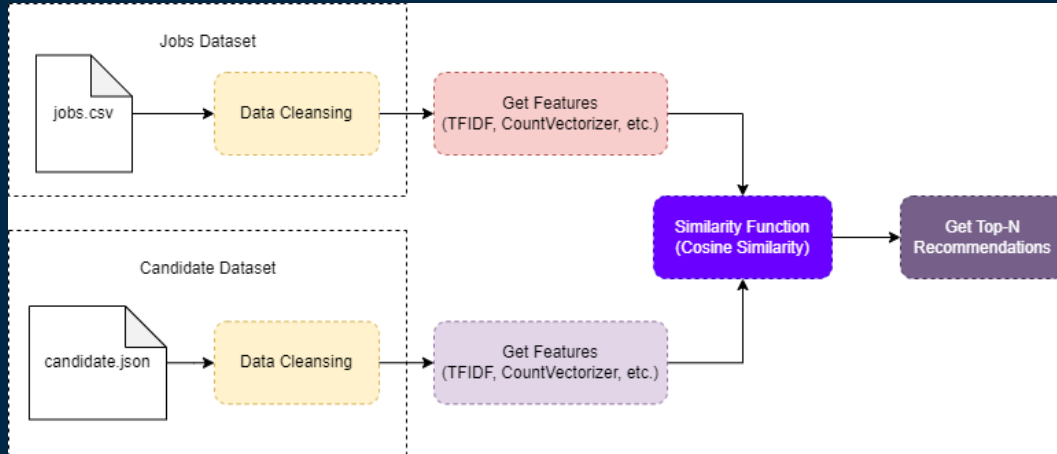 Jobs Dataset
jobs.csv
Data Cleansing
Get Features
(TFIDF, CountVectorizer, etc.)
Similarity Function
(Cosine Similarity)
Get Top-N
Recommendations
Candidate Dataset
candidate.json
Data Cleansing
Get Features
(TFIDF, CountVectorizer, etc.)